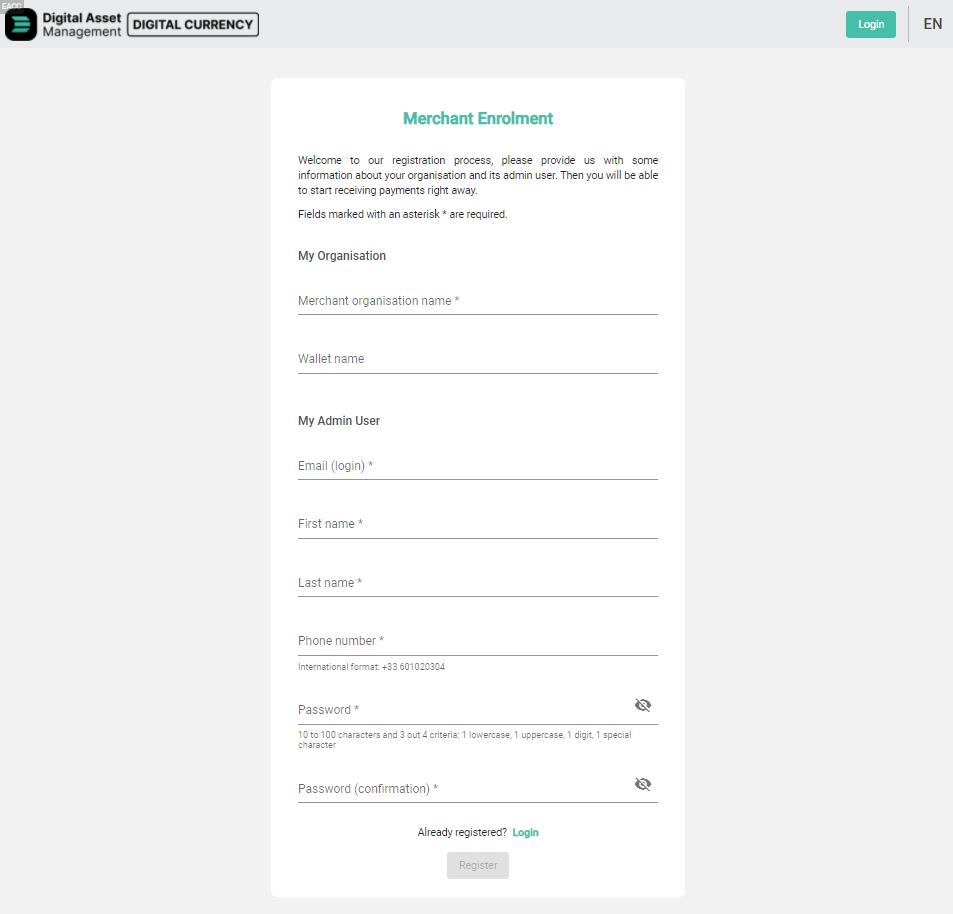 EACC
Digital Asset
Management
DIGITAL CURRENCY
Login
EN
Merchant Enrolment
Welcome to our registration process, please provide us with some
information about your organisation and its admin user. Then you will be able
to start receiving payments right away.
Fields marked with an asterisk * are required.
My Organisation
Merchant organisation name *
Wallet name
My Admin User
Email (login) *
First name *
Last name *
Phone number *
International format: +33 601020304
Password *
10 to 100 characters and 3 out 4 criteria: 1 lowercase, 1 uppercase, 1 digit, 1 special
character
Password (confirmation) *
Already registered? Login
Register